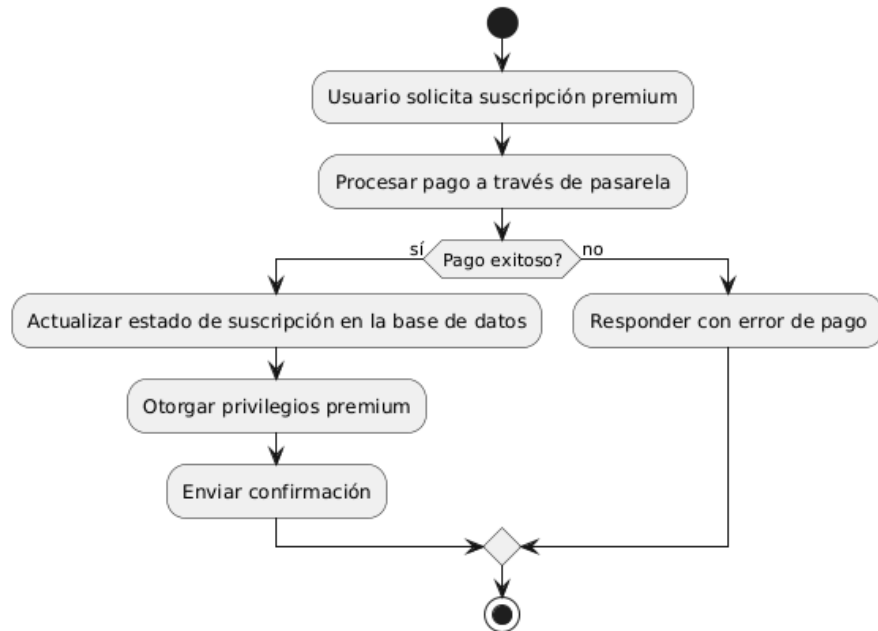 Usuario solicita suscripción premium
Procesar pago a través de pasarela
sí
Pago exitoso?
no
Actualizar estado de suscripción en la base de datos
Responder con error de pago
Otorgar privilegios premium
Enviar confirmación